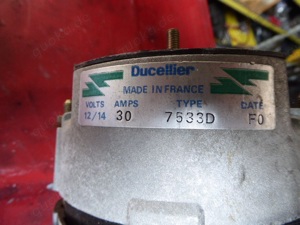 Ducellier
MADE IN FRANCE
VOLTS AMPS TYPE DATE
12/14 30 7533D F0